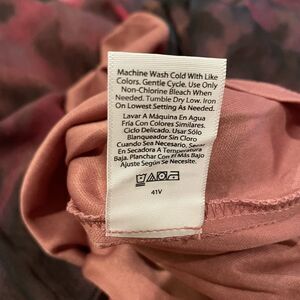 Machine Wash Cold With Like
Colors. Gentle Cycle. Use Only
Non-Chlorine Bleach When
Needed. Tumble Dry Low. Iron
On Lowest Setting As Needed.
Lavar A Máquina En Agua
Fría Con Colores Similares.
Ciclo Delicado. Usar Sólo
Blanqueador Sin Cloro
Cuando Sea Necesario. Secar
En Secadora A Temperatura
Baja. Planchar Con El Más Bajo
Ajuste Según Se Necesite.
41V